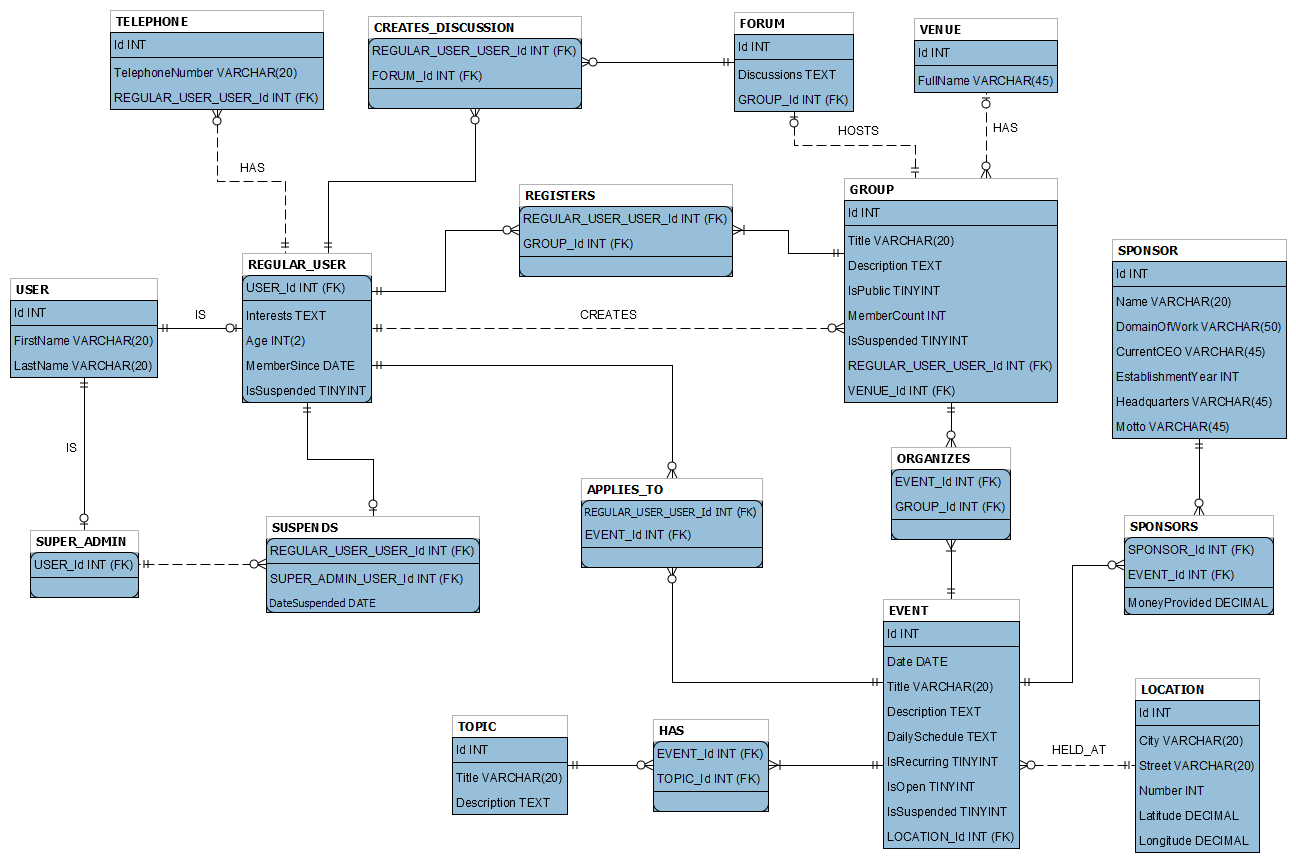 TELEPHONE
Id INT
TelephoneNumber VARCHAR(20)
REGULAR_USER_USER_Id INT (FK)
CREATES_DISCUSSION
REGULAR_USER_USER_Id INT (FK)
FORUM_Id INT (FK)
FORUM
Id INT
Discussions TEXT
GROUP_Id INT (FK)
VENUE
Id INT
FullName VARCHAR(45)
HAS
HOSTS
HAS
REGISTERS
REGULAR_USER_USER_Id INT (FK)
GROUP_Id INT (FK)
GROUP
Id INT
Title VARCHAR(20)
Description TEXT
IsPublic TINYINT
MemberCount INT
IsSuspended TINYINT
REGULAR_USER_USER_Id INT (FK)
VENUE_Id INT (FK)
USER
Id INT
FirstName VARCHAR(20)
LastName VARCHAR(20)
IS
REGULAR_USER
USER_Id INT (FK)
Interests TEXT
Age INT(2)
MemberSince DATE
IsSuspended TINYINT
CREATES
SPONSOR
Id INT
Name VARCHAR(20)
DomainOfWork VARCHAR(50)
CurrentCEO VARCHAR(45)
EstablishmentYear INT
Headquarters VARCHAR(45)
Motto VARCHAR(45)
IS
SUPER_ADMIN
USER_Id INT (FK)
SUSPENDS
REGULAR_USER_USER_Id INT (FK)
SUPER_ADMIN_USER_Id INT (FK)
DateSuspended DATE
APPLIES_TO
REGULAR_USER_USER_Id INT (FK)
EVENT_Id INT (FK)
ORGANIZES
EVENT_Id INT (FK)
GROUP_Id INT (FK)
SPONSORS
SPONSOR_Id INT (FK)
EVENT_Id INT (FK)
MoneyProvided DECIMAL
EVENT
Id INT
Date DATE
Title VARCHAR(20)
Description TEXT
DailySchedule TEXT
IsRecurring TINYINT
IsOpen TINYINT
IsSuspended TINYINT
LOCATION_Id INT (FK)
TOPIC
Id INT
Title VARCHAR(20)
Description TEXT
HAS
EVENT_Id INT (FK)
TOPIC_Id INT (FK)
HELD_AT
LOCATION
Id INT
City VARCHAR(20)
Street VARCHAR(20)
Number INT
Latitude DECIMAL
Longitude DECIMAL